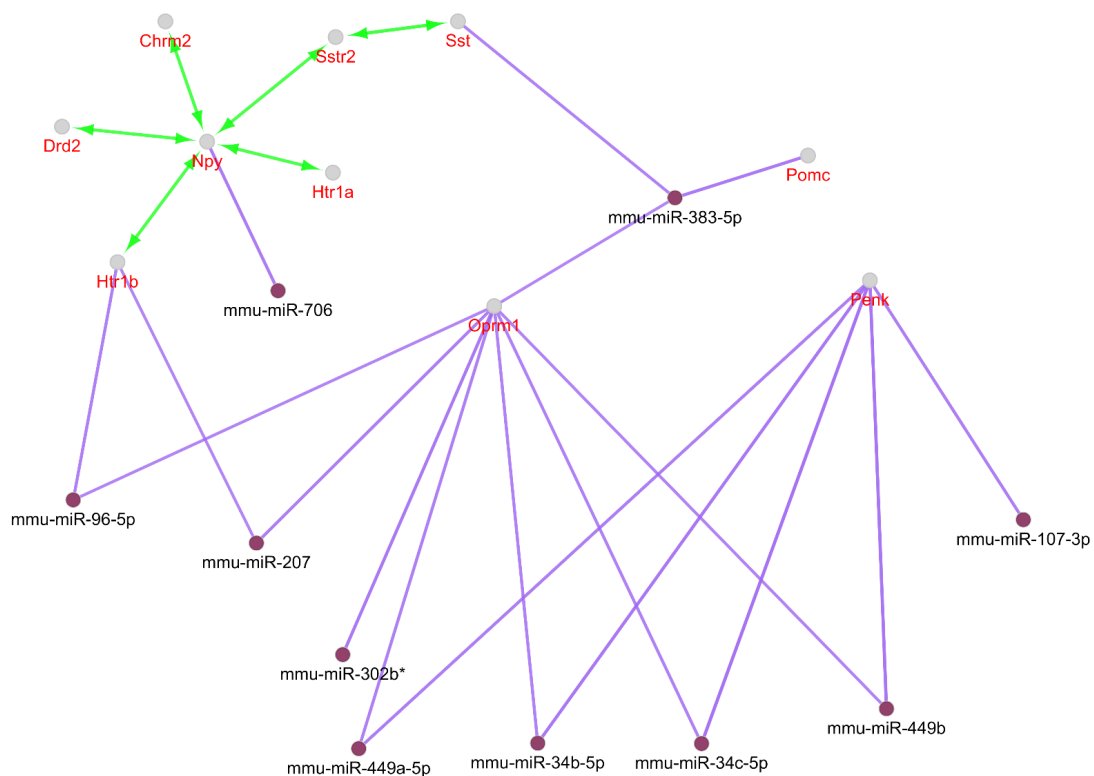 Chrm2
Sstr2
Sst
Drd2
Npy
Htr1a
Pomc
mmu-miR-383-5p
Htr1b
mmu-miR-706
Oprm1
Penk
mmu-miR-96-5p
mmu-miR-207
mmu-miR-107-3p
mmu-miR-302b*
mmu-miR-449b
mmu-miR-449a-5p
mmu-miR-34b-5p
mmu-miR-34c-5p